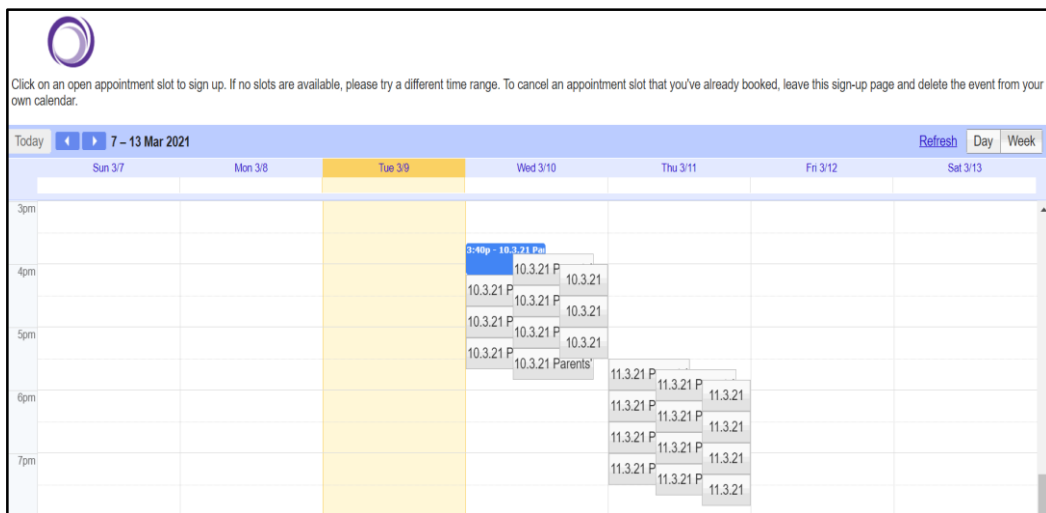 Click on an open appointment slot to sign up. If no slots are available, please try a different time range. To cancel an appointment slot that you've already booked, leave this sign-up page and delete the event from your
own calendar.
Today 7 – 13 Mar 2021 Refresh Day Week
Sun 3/7 Mon 3/8 Tue 3/9 Wed 3/10 Thu 3/11 Fri 3/12 Sat 3/13
3pm
3:40p - 10.3.21 Par
10.3.21 P
4pm
10.3.21
10.3.21 P
10.3.21 P
10.3.21
10.3.21 P
5pm
10.3.21 P
10.3.21
10.3.21 P
10.3.21 Parents'
11.3.21 P
11.3.21 P
6pm
11.3.21
11.3.21 P
11.3.21 P
11.3.21
11.3.21 P
7pm
11.3.21 P
11.3.21
11.3.21 P
11.3.21 P
11.3.21